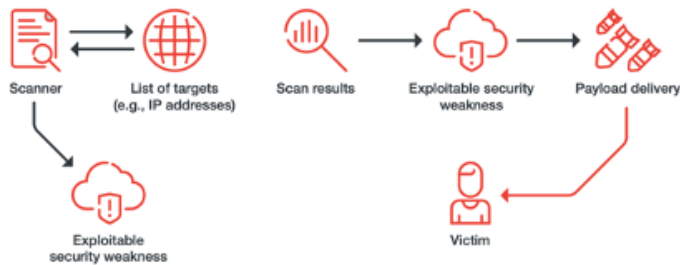 Scanner
List of targets
(e.g., IP addresses)
Scan results
Exploitable security
weakness
Payload delivery
Exploitable
security weakness
Victim